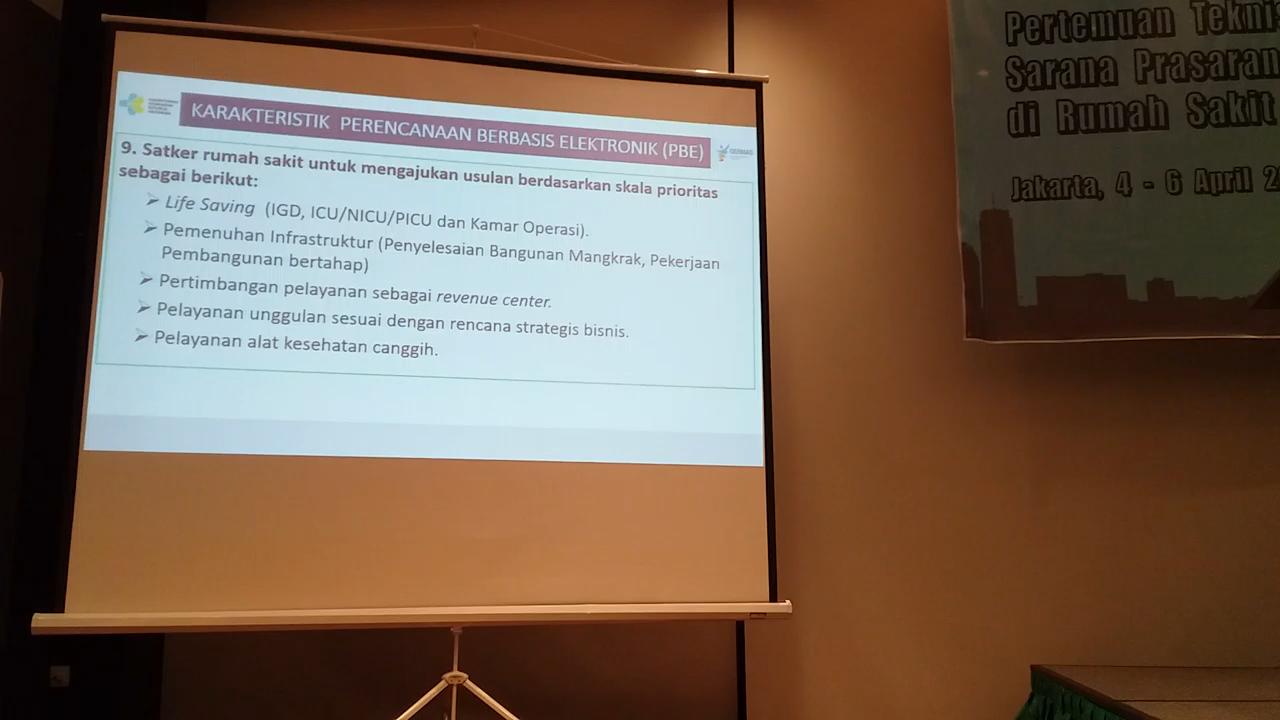 KARAKTERISTIK PERENCANAAN BERBASIS ELEKTRONIK (PBE)
9. Satker rumah sakit untuk mengajukan usulan berdasarkan skala prioritas
sebagai berikut:
➢ Life Saving (IGD, ICU/NICU/PICU dan Kamar Operasi).
➢ Pemenuhan Infrastruktur (Penyelesaian Bangunan Mangkrak, Pekerjaan
Pembangunan bertahap)
➢ Pertimbangan pelayanan sebagai revenue center.
➢ Pelayanan unggulan sesuai dengan rencana strategis bisnis.
➢ Pelayanan alat kesehatan canggih.
GERMAS
Pertemuan Teknis
Sarana Prasaran
di Rumah Sakit
Jakarta, 4 - 6 April 2